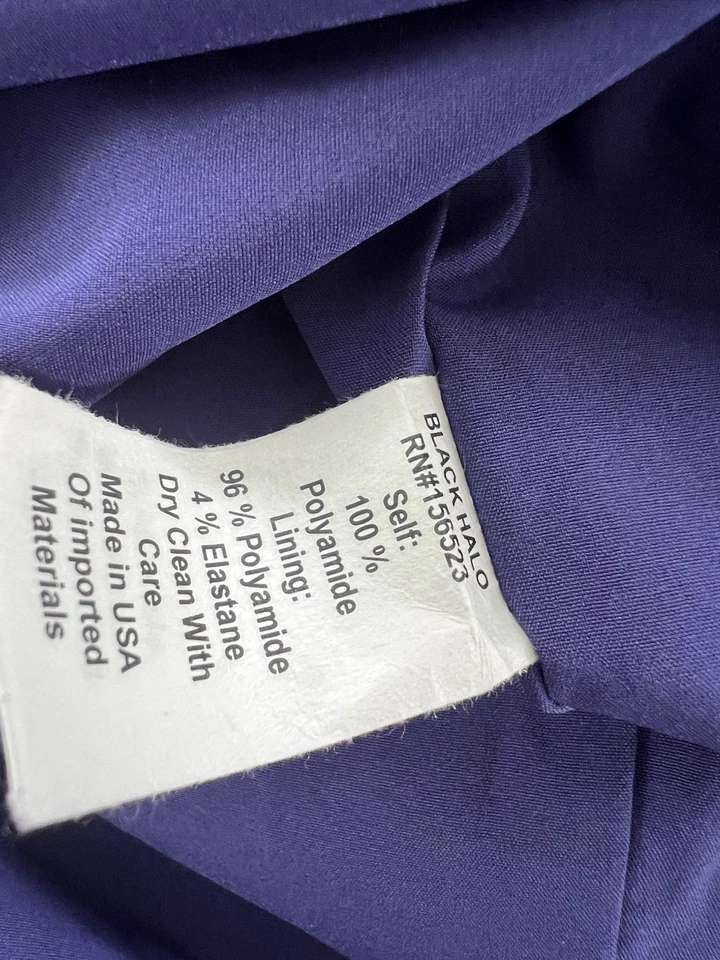 BLACK HALO
RN#156523
Self:
100 %
Polyamide
Lining:
96 % Polyamide
4 % Elastane
Dry Clean With
Care
Made in USA
Of imported
Materials